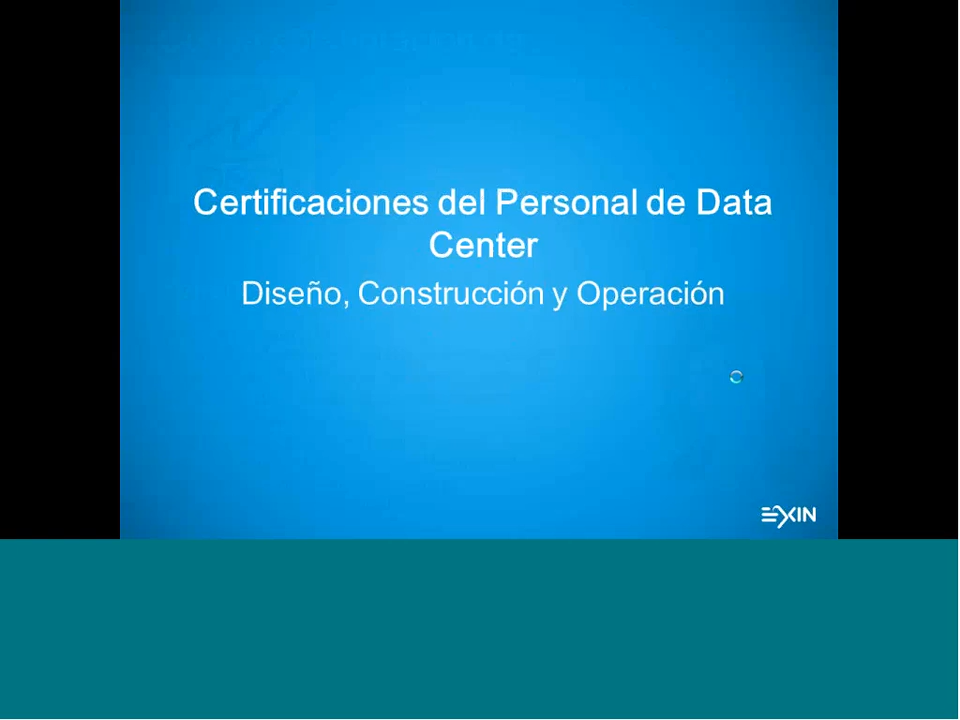 Certificaciones del Personal de Data
Center
Diseño, Construcción y Operación
EXIN